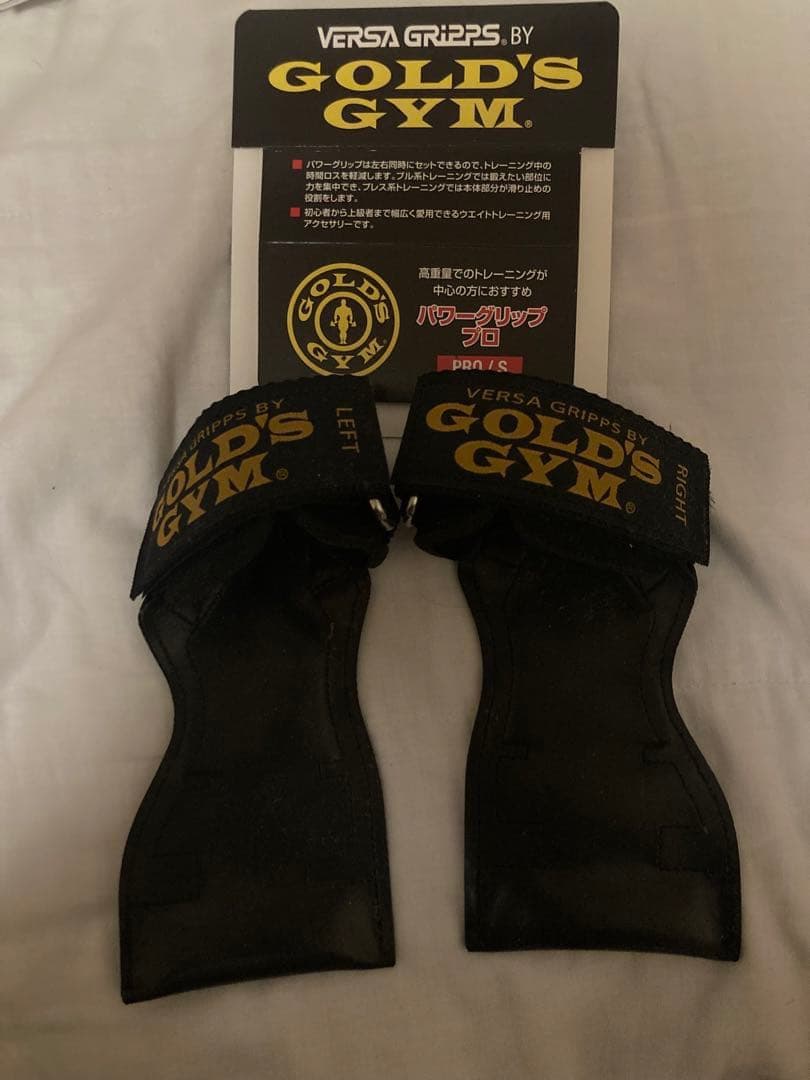 VERSA GRIPPS® BY
GOLD'S
GYM®
パワーグリップは左右同時にセットできるので、トレーニング中の
時間ロスを軽減します。プル系トレーニングでは鍛えたい部位に
力を集中でき、プレス系トレーニングでは本体部分が滑り止めの
役割をします。
初心者から上級者まで幅広く愛用できるウエイトトレーニング用
アクセサリーです。
GOLD'S
GYM
高重量でのトレーニングが
中心の方におすすめ
パワーグリップ
プロ
PRO / S
VERSA GRIPPS BY
GOLD'S
GYM®
LEFT
VERSA GRIPPS BY
GOLD'S
GYM®
RIGHT